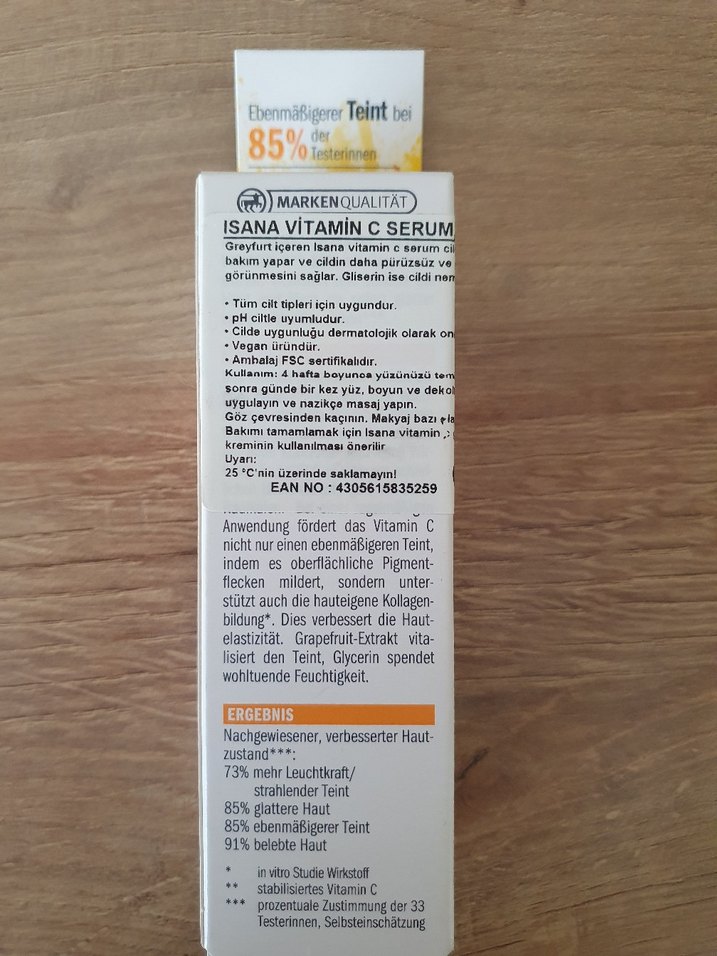 Ebenmäßigerer Teint bei
85% der
Testerinnen
MARKENQUALITÄT
ISANA VİTAMİN C SERUM
Greyfurt içeren Isana vitamin c serum cil
bakım yapar ve cildin daha pürüzsüz ve
görünmesini sağlar. Gliserin ise cildi nem
• Tüm cilt tipleri için uygundur.
• pH ciltle uyumludur.
• Cilde uygunluğu dermatolojik olarak on
• Vegan üründür.
• Ambalaj FSC sertifikalıdır.
Kullanım: 4 hafta boyunca yüzünüzü tem
sonra günde bir kez yüz, boyun ve dekol
uygulayın ve nazikçe masaj yapın.
Göz çevresinden kaçının. Makyaj bazı
Bakımı tamamlamak için Isana vitamin
kreminin kullanılması önerilir
Uyarı:
25 °C'nin üzerinde saklamayın!
EAN NO : 4305615835259
Anwendung fördert das Vitamin C
nicht nur einen ebenmäßigeren Teint,
indem es oberflächliche Pigment-
flecken mildert, sondern unter-
stützt auch die hauteigene Kollagen-
bildung*. Dies verbessert die Haut-
elastizität. Grapefruit-Extrakt vita-
lisiert den Teint, Glycerin spendet
wohltuende Feuchtigkeit.
ERGEBNIS
Nachgewiesener, verbesserter Haut-
zustand***:
73% mehr Leuchtkraft/
strahlender Teint
85% glattere Haut
85% ebenmäßigerer Teint
91% belebte Haut
* in vitro Studie Wirkstoff
** stabilisiertes Vitamin C
*** prozentuale Zustimmung der 33
Testerinnen, Selbsteinschätzung